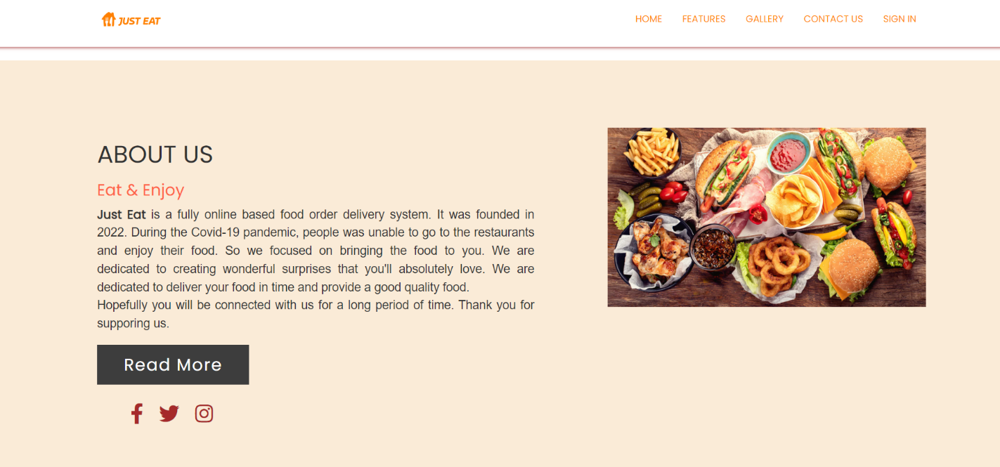 JUST EAT
HOME FEATURES GALLERY CONTACT US SIGN IN
ABOUT US
Eat & Enjoy
Just Eat is a fully online based food order delivery system. It was founded in
2022. During the Covid-19 pandemic, people was unable to go to the restaurants
and enjoy their food. So we focused on bringing the food to you. We are
dedicated to creating wonderful surprises that you'll absolutely love. We are
dedicated to deliver your food in time and provide a good quality food.
Hopefully you will be connected with us for a long period of time. Thank you for
supporing us.
Read More